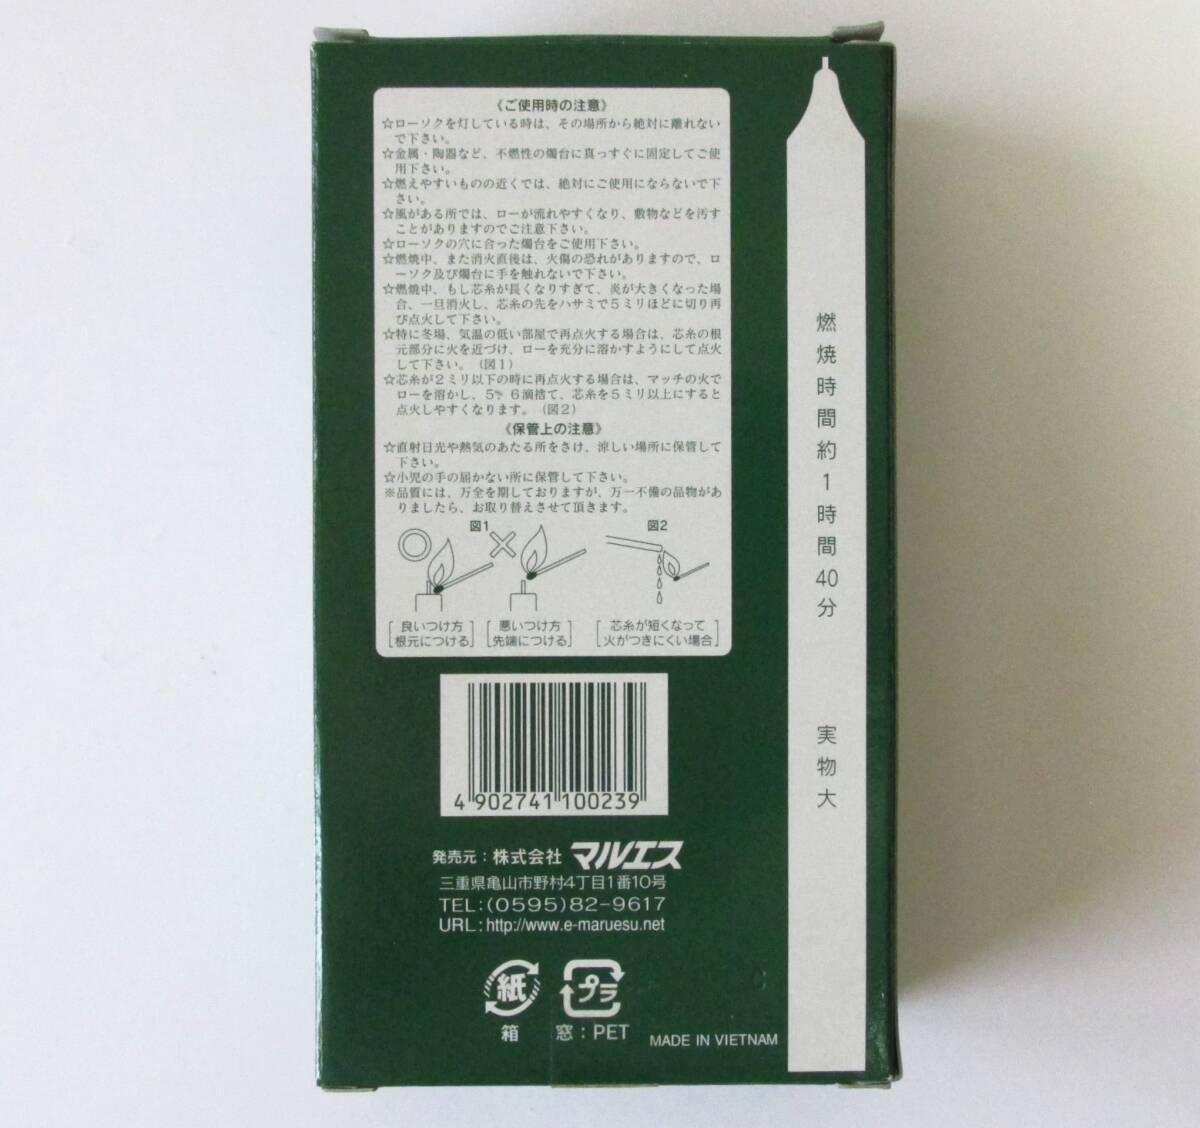 《ご使用時の注意》
☆ローソクを灯している時は、その場所から絶対に離れない
で下さい。
☆金属・陶器など、不燃性の燭台に真っすぐに固定してご使
用下さい。
☆燃えやすいものの近くでは、絶対にご使用にならないで下
さい。
☆風がある所では、ローが流れやすくなり、敷物などを汚す
ことがありますのでご注意下さい。
☆ローソクの穴に合った燭台をご使用下さい。
☆燃焼中、また消火直後は、火傷の恐れがありますので、ロ
ーソク及び燭台に手を触れないで下さい。
☆燃焼中、もし芯糸が長くなりすぎて、炎が大きくなった場
合、一旦消火し、芯糸の先をハサミで5ミリほどに切り再
び点火して下さい。
☆特に冬場、気温の低い部屋で再点火する場合は、芯糸の根
元部分に火を近づけ、ローを充分に溶かすようにして点火
して下さい。(図1)
☆芯糸が2ミリ以下の時に再点火する場合は、マッチの火で
ローを溶かし、5〜6滴捨て、芯糸を5ミリ以上にすると
点火しやすくなります。(図2)
《保管上の注意》
☆直射日光や熱気のあたる所をさけ、涼しい場所に保管して
下さい。
☆小児の手の届かない所に保管して下さい。
※品質には、万全を期しておりますが、万一不備の品物があ
りましたら、お取り替えさせて頂きます。
図1
図2
良いつけ方
根元につける
悪いつけ方
先端につける
芯糸が短くなって
火がつきにくい場合
4 902741 100239
発売元:株式会社 マルエス
三重県亀山市野村4丁目1番10号
TEL:(0595)82-9617
URL:http://www.e-maruesu.net
紙
箱
プラ
窓:PET
MADE IN VIETNAM
C
燃焼時間約1時間40分
実物大